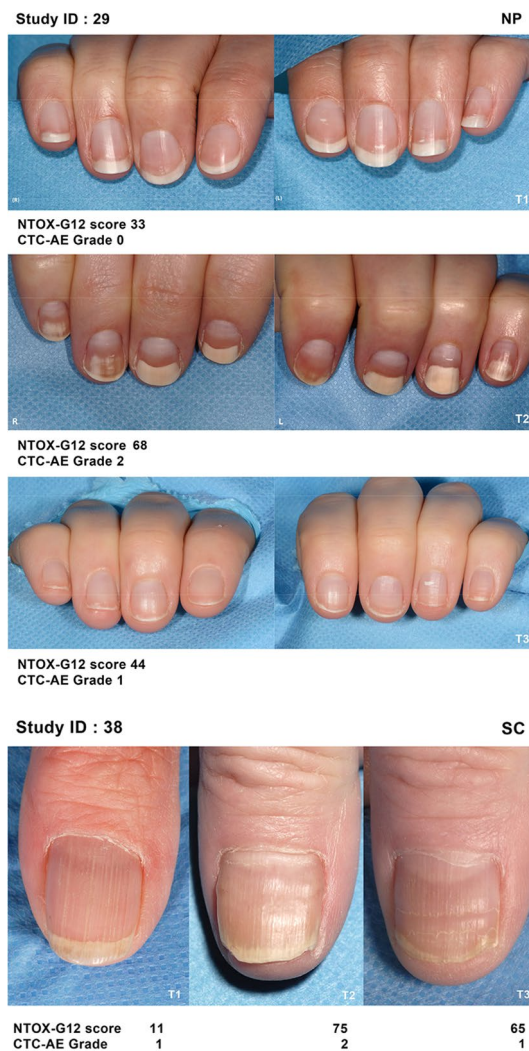 Study ID : 29 NP
(R) (L) T1
NTOX-G12 score 33
CTC-AE Grade 0
R L T2
NTOX-G12 score 68
CTC-AE Grade 2
T3
NTOX-G12 score 44
CTC-AE Grade 1
Study ID : 38 SC
T1 T2 T3
NTOX-G12 score 11 75 65
CTC-AE Grade 1 2 1